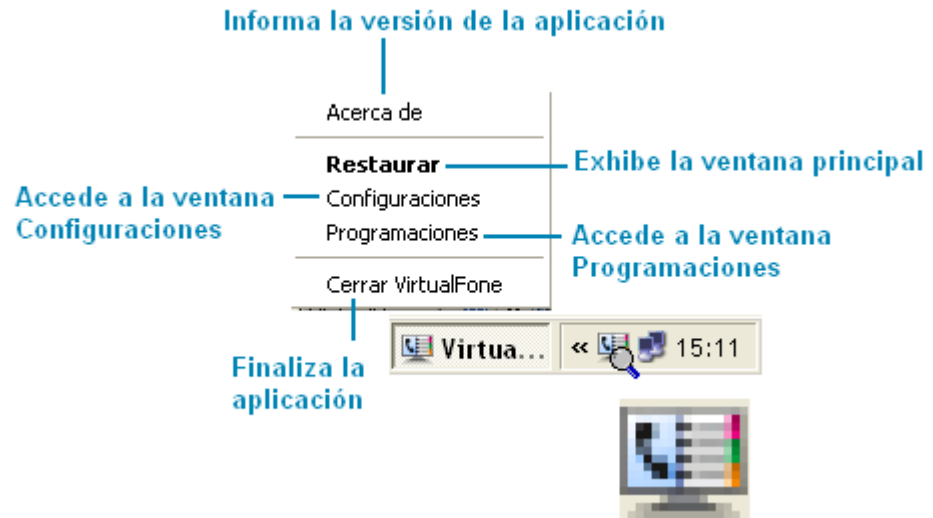 Informa la versión de la aplicación
Acerca de
Restaurar
Exhibe la ventana principal
Accede a la ventana
Configuraciones
Configuraciones
Programaciones
Accede a la ventana
Programaciones
Cerrar VirtualFone
Finaliza la
aplicación
Virtua...
« 15:11